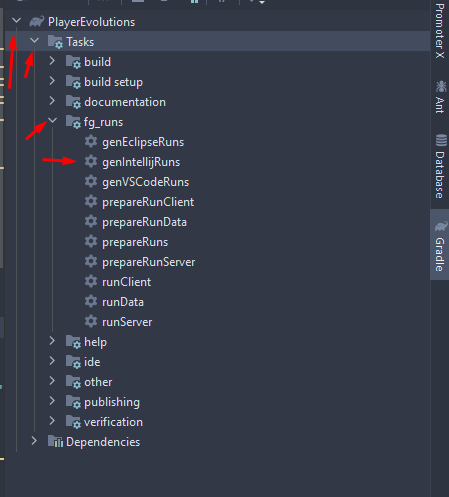 PlayerEvolutions
Tasks
build
build setup
documentation
fg_runs
genEclipseRuns
genIntellijRuns
genVSCodeRuns
prepareRunClient
prepareRunData
prepareRuns
prepareRunServer
runClient
runData
runServer
help
ide
other
publishing
verification
Dependencies
Promoter X
Ant
Database
Gradle